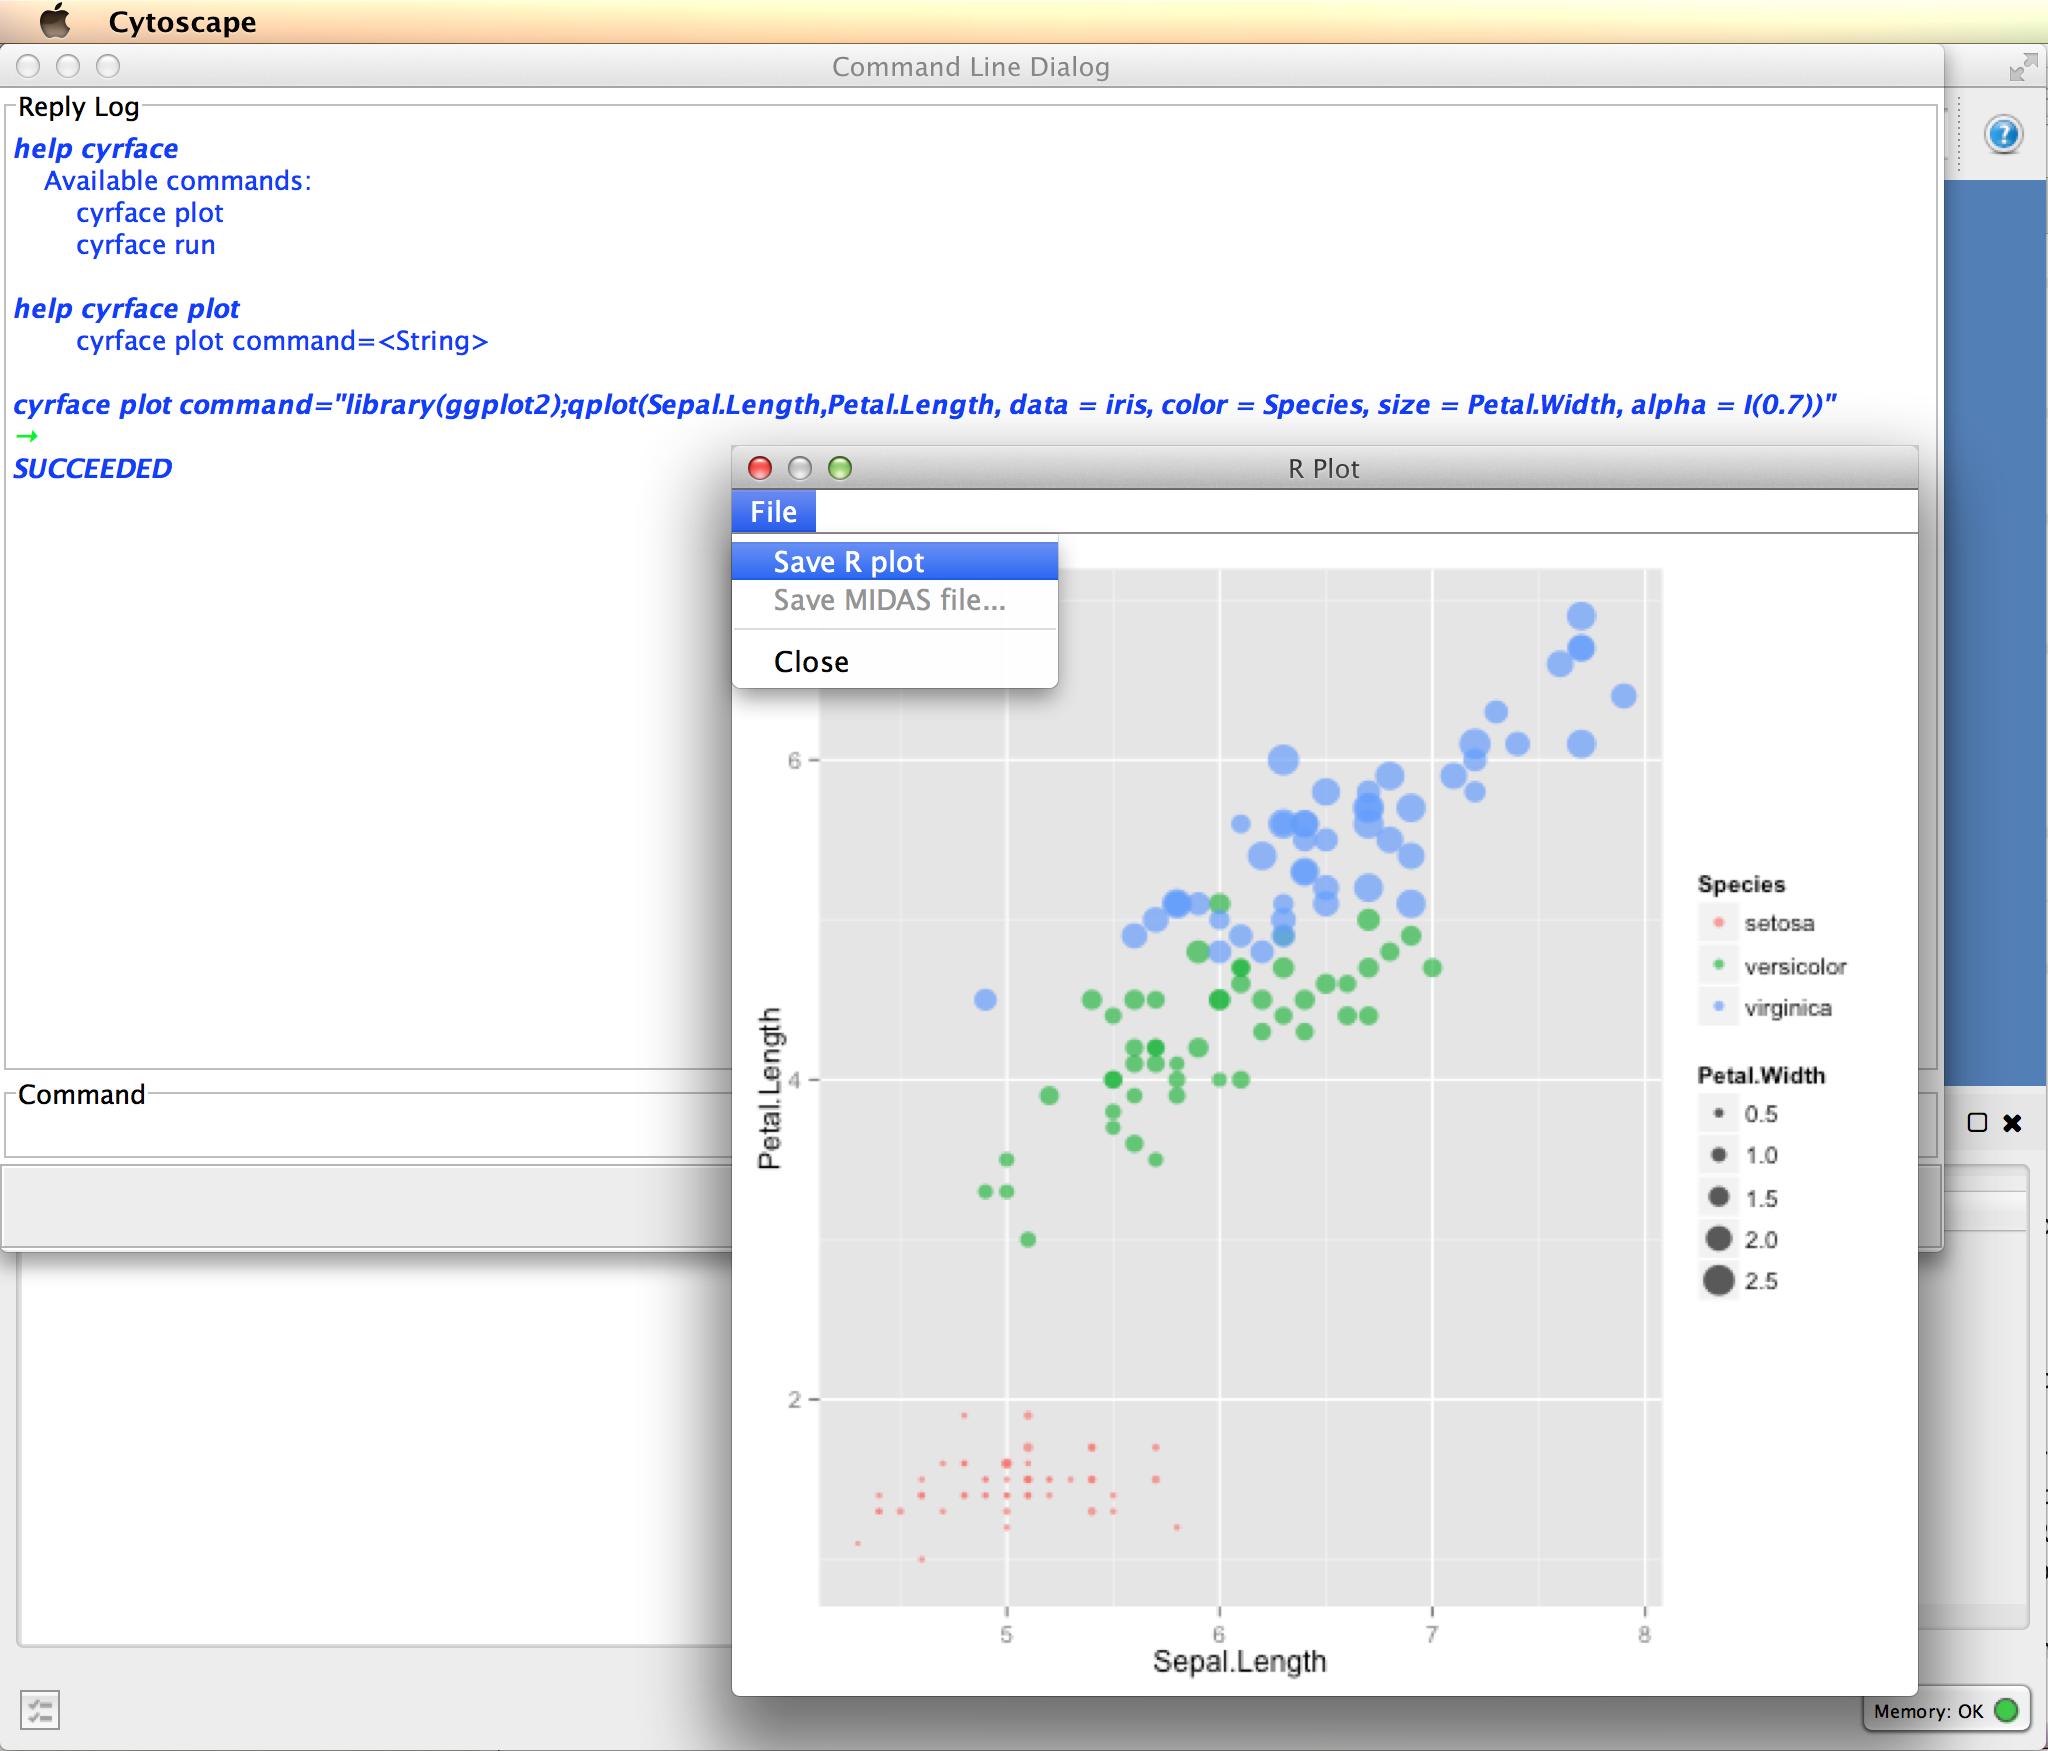 Cytoscape
Command Line Dialog
Reply Log
help cyrface
Available commands:
cyrface plot
cyrface run
help cyrface plot
cyrface plot command=<String>
cyrface plot command="library(ggplot2);qplot(Sepal.Length,Petal.Length, data = iris, color = Species, size = Petal.Width, alpha = I(0.7))"
→
SUCCEEDED
R Plot
File
Save R plot
Save MIDAS file...
Close
6
4
2
Petal.Length
5 6 7 8
Sepal.Length
Species
setosa
versicolor
virginica
Petal.Width
0.5
1.0
1.5
2.0
2.5
Command
Memory: OK